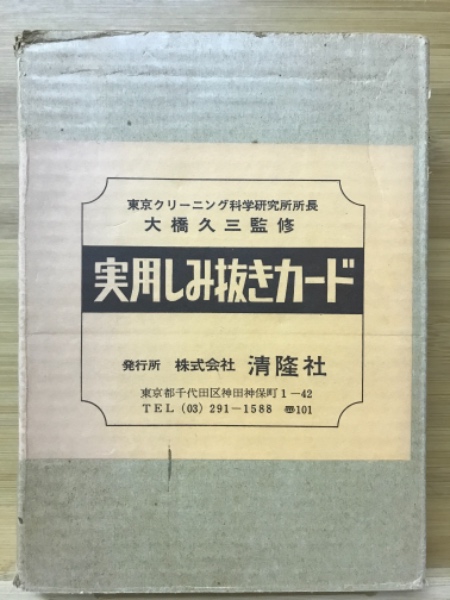 東京クリーニング科学研究所所長
大橋久三監修
実用しみ抜きカード
発行所 株式会社 清隆社
東京都千代田区神田神保町1−42
TEL (03) 291−1588 〠101